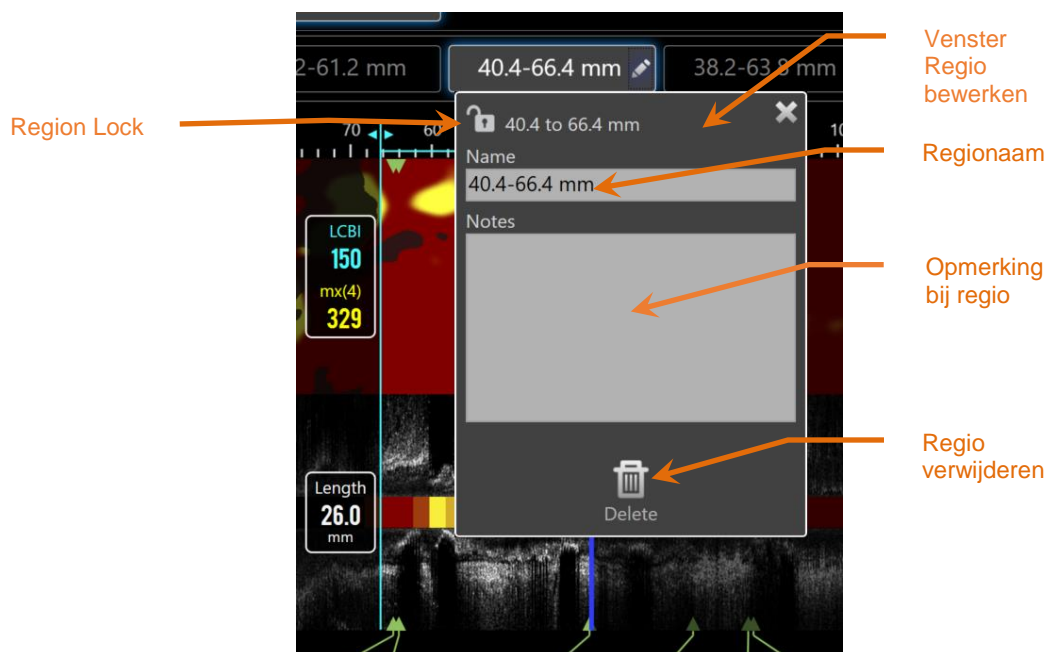 2-61.2 mm
40.4-66.4 mm
38.2-63.8 mm
Venster
Regio
bewerken
Region Lock
70
60
10
40.4 to 66.4 mm
Name
40.4-66.4 mm
Regionaam
Notes
LCBI
150
mx(4)
329
Opmerking
bij regio
Regio
verwijderen
Length
26.0
mm
Delete